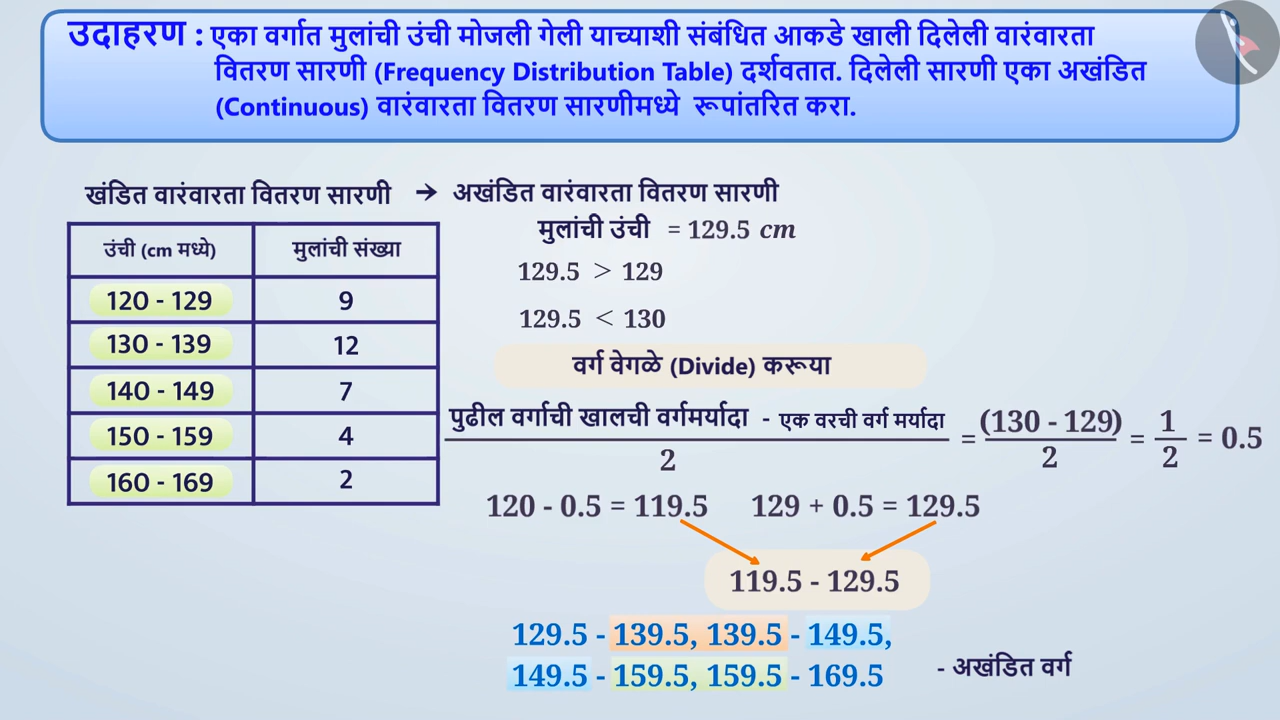 उदाहरण : एका वर्गात मुलांची उंची मोजली गेली याच्याशी संबंधित आकडे खाली दिलेली वारंवारता
वितरण सारणी (Frequency Distribution Table) दर्शवतात. दिलेली सारणी एका अखंडित
(Continuous) वारंवारता वितरण सारणीमध्ये रूपांतरित करा.
खंडित वारंवारता वितरण सारणी → अखंडित वारंवारता वितरण सारणी
उंची (cm मध्ये) मुलांची संख्या
120 - 129 9
130 - 139 12
140 - 149 7
150 - 159 4
160 - 169 2
मुलांची उंची = 129.5 cm
129.5 > 129
129.5 < 130
वर्ग वेगळे (Divide) करूया
पुढील वर्गाची खालची वर्गमर्यादा - एक वरची वर्ग मर्यादा
2
= (130 - 129)
2
= 1
2
= 0.5
120 - 0.5 = 119.5 129 + 0.5 = 129.5
119.5 - 129.5
129.5 - 139.5, 139.5 - 149.5,
149.5 - 159.5, 159.5 - 169.5
- अखंडित वर्ग